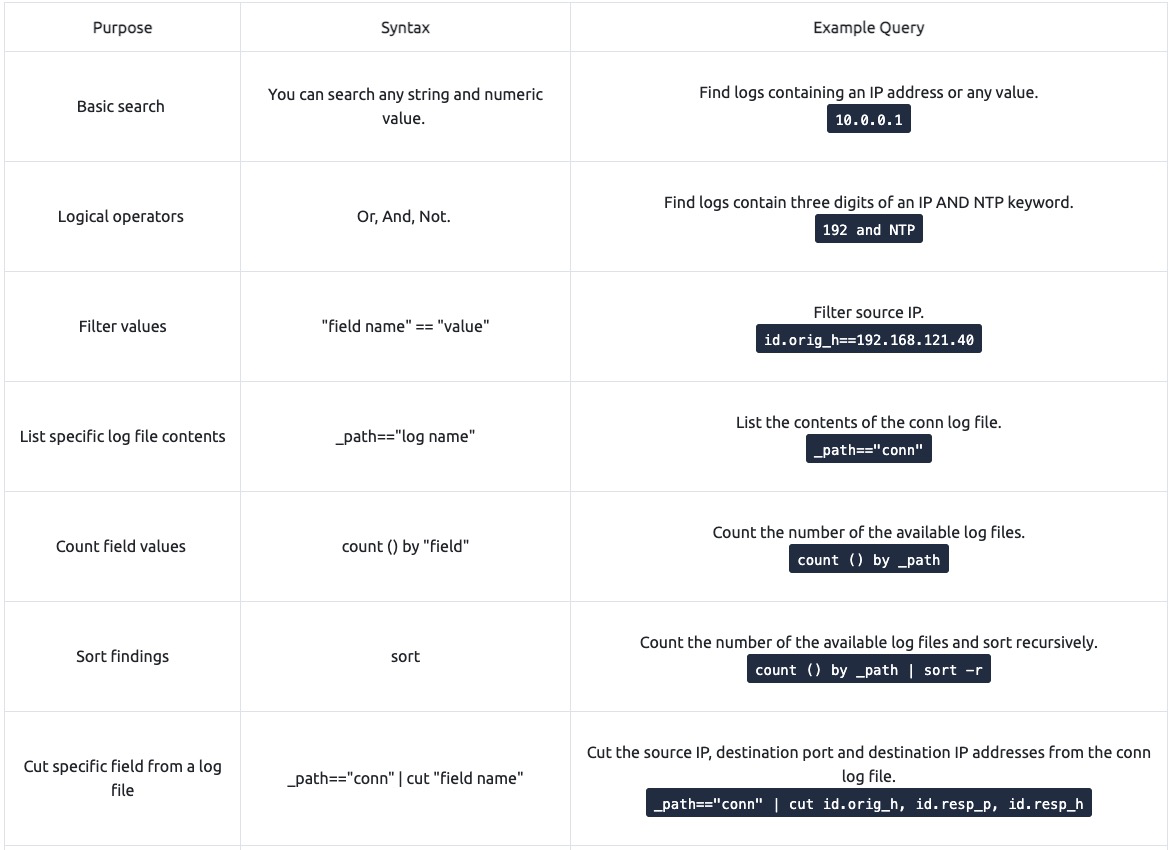 Purpose
Syntax
Example Query
Basic search
You can search any string and numeric
value.
Find logs containing an IP address or any value.
10.0.0.1
Logical operators
Or, And, Not.
Find logs contain three digits of an IP AND NTP keyword.
192 and NTP
Filter values
"field name" == "value"
Filter source IP.
id.orig_h==192.168.121.40
List specific log file contents
_path=="log name"
List the contents of the conn log file.
_path=="conn"
Count field values
count () by "field"
Count the number of the available log files.
count () by _path
Sort findings
sort
Count the number of the available log files and sort recursively.
count () by _path | sort -r
Cut specific field from a log
file
_path=="conn" | cut "field name"
Cut the source IP, destination port and destination IP addresses from the conn
log file.
_path=="conn" | cut id.orig_h, id.resp_p, id.resp_h